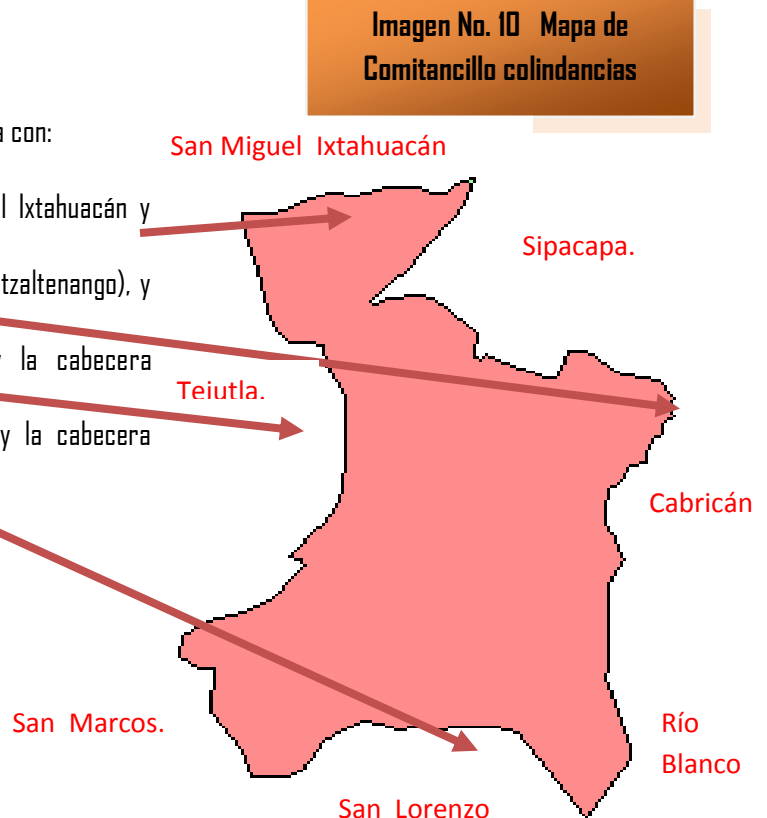 Imagen No. 10 Mapa de
Comitancillo colindancias
a con:
San Miguel Ixtahuacán
l Ixtahuacán y
Sipacapa.
tzaltenango), y
y la cabecera
Tejutla.
y la cabecera
Cabricán
San Marcos.
Río
Blanco
San Lorenzo